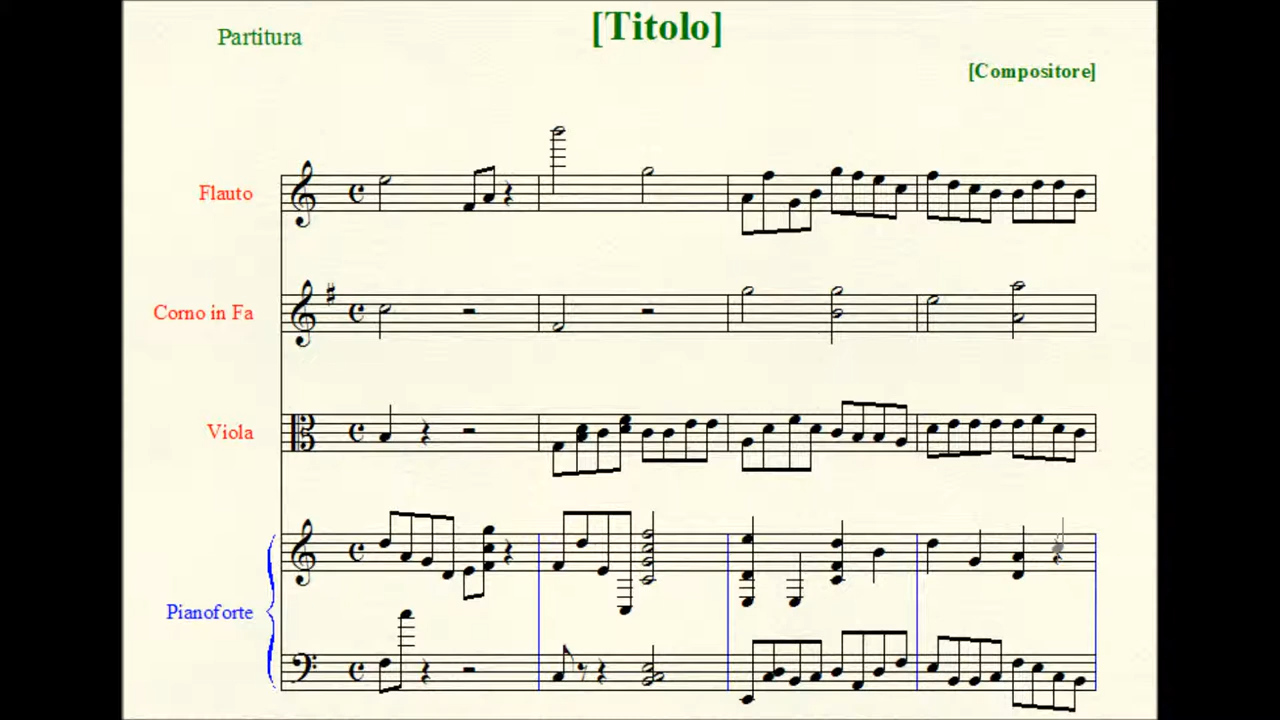 [Titolo]
Partitura
[Compositore]
Flauto
Corno in Fa
Viola
Pianoforte